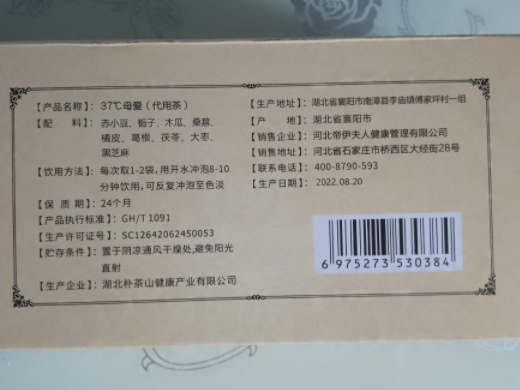 【产品名称】：37℃母爱（代用茶）
【配　　料】：赤小豆、栀子、木瓜、桑葚、
橘皮、葛根、茯苓、大枣、
黑芝麻
【饮用方法】：每次取1-2袋，用开水冲泡8-10
分钟饮用，可反复冲泡至色淡
【保 质 期】：24个月
【产品执行标准】：GH/T 1091
【生产许可证号】：SC12642062450053
【贮存条件】：置于阴凉通风干燥处,避免阳光
直射
【生产企业】：湖北朴茶山健康产业有限公司
【生产地址】：湖北省襄阳市南漳县李庙镇傅家坪村一组
【产　　地】：湖北省襄阳市
【销售企业】：河北帝伊夫人健康管理有限公司
【销售地址】：河北省石家庄市桥西区大经街28号
【联系电话】：400-8790-593
【生产日期】：2022.08.20
6 975273 530384